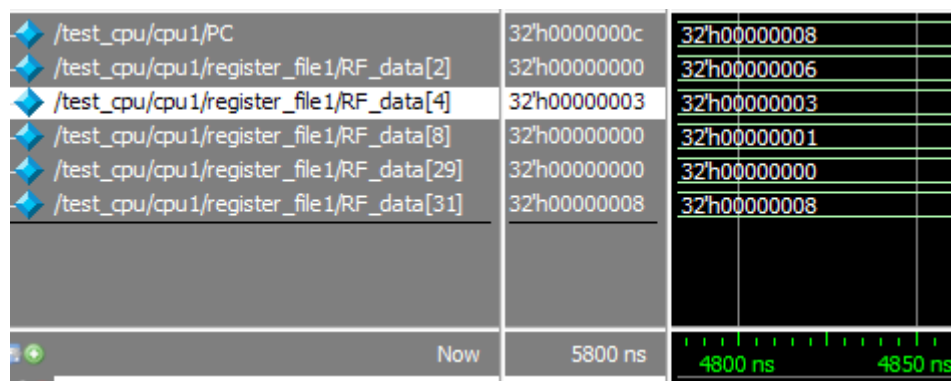 /test_cpu/cpu1/PC 32'h0000000c 32'h00000008
/test_cpu/cpu1/register_file1/RF_data[2] 32'h00000000 32'h00000006
/test_cpu/cpu1/register_file1/RF_data[4] 32'h00000003 32'h00000003
/test_cpu/cpu1/register_file1/RF_data[8] 32'h00000000 32'h00000001
/test_cpu/cpu1/register_file1/RF_data[29] 32'h00000000 32'h00000000
/test_cpu/cpu1/register_file1/RF_data[31] 32'h00000008 32'h00000008
Now 5800 ns 4800 ns 4850 ns